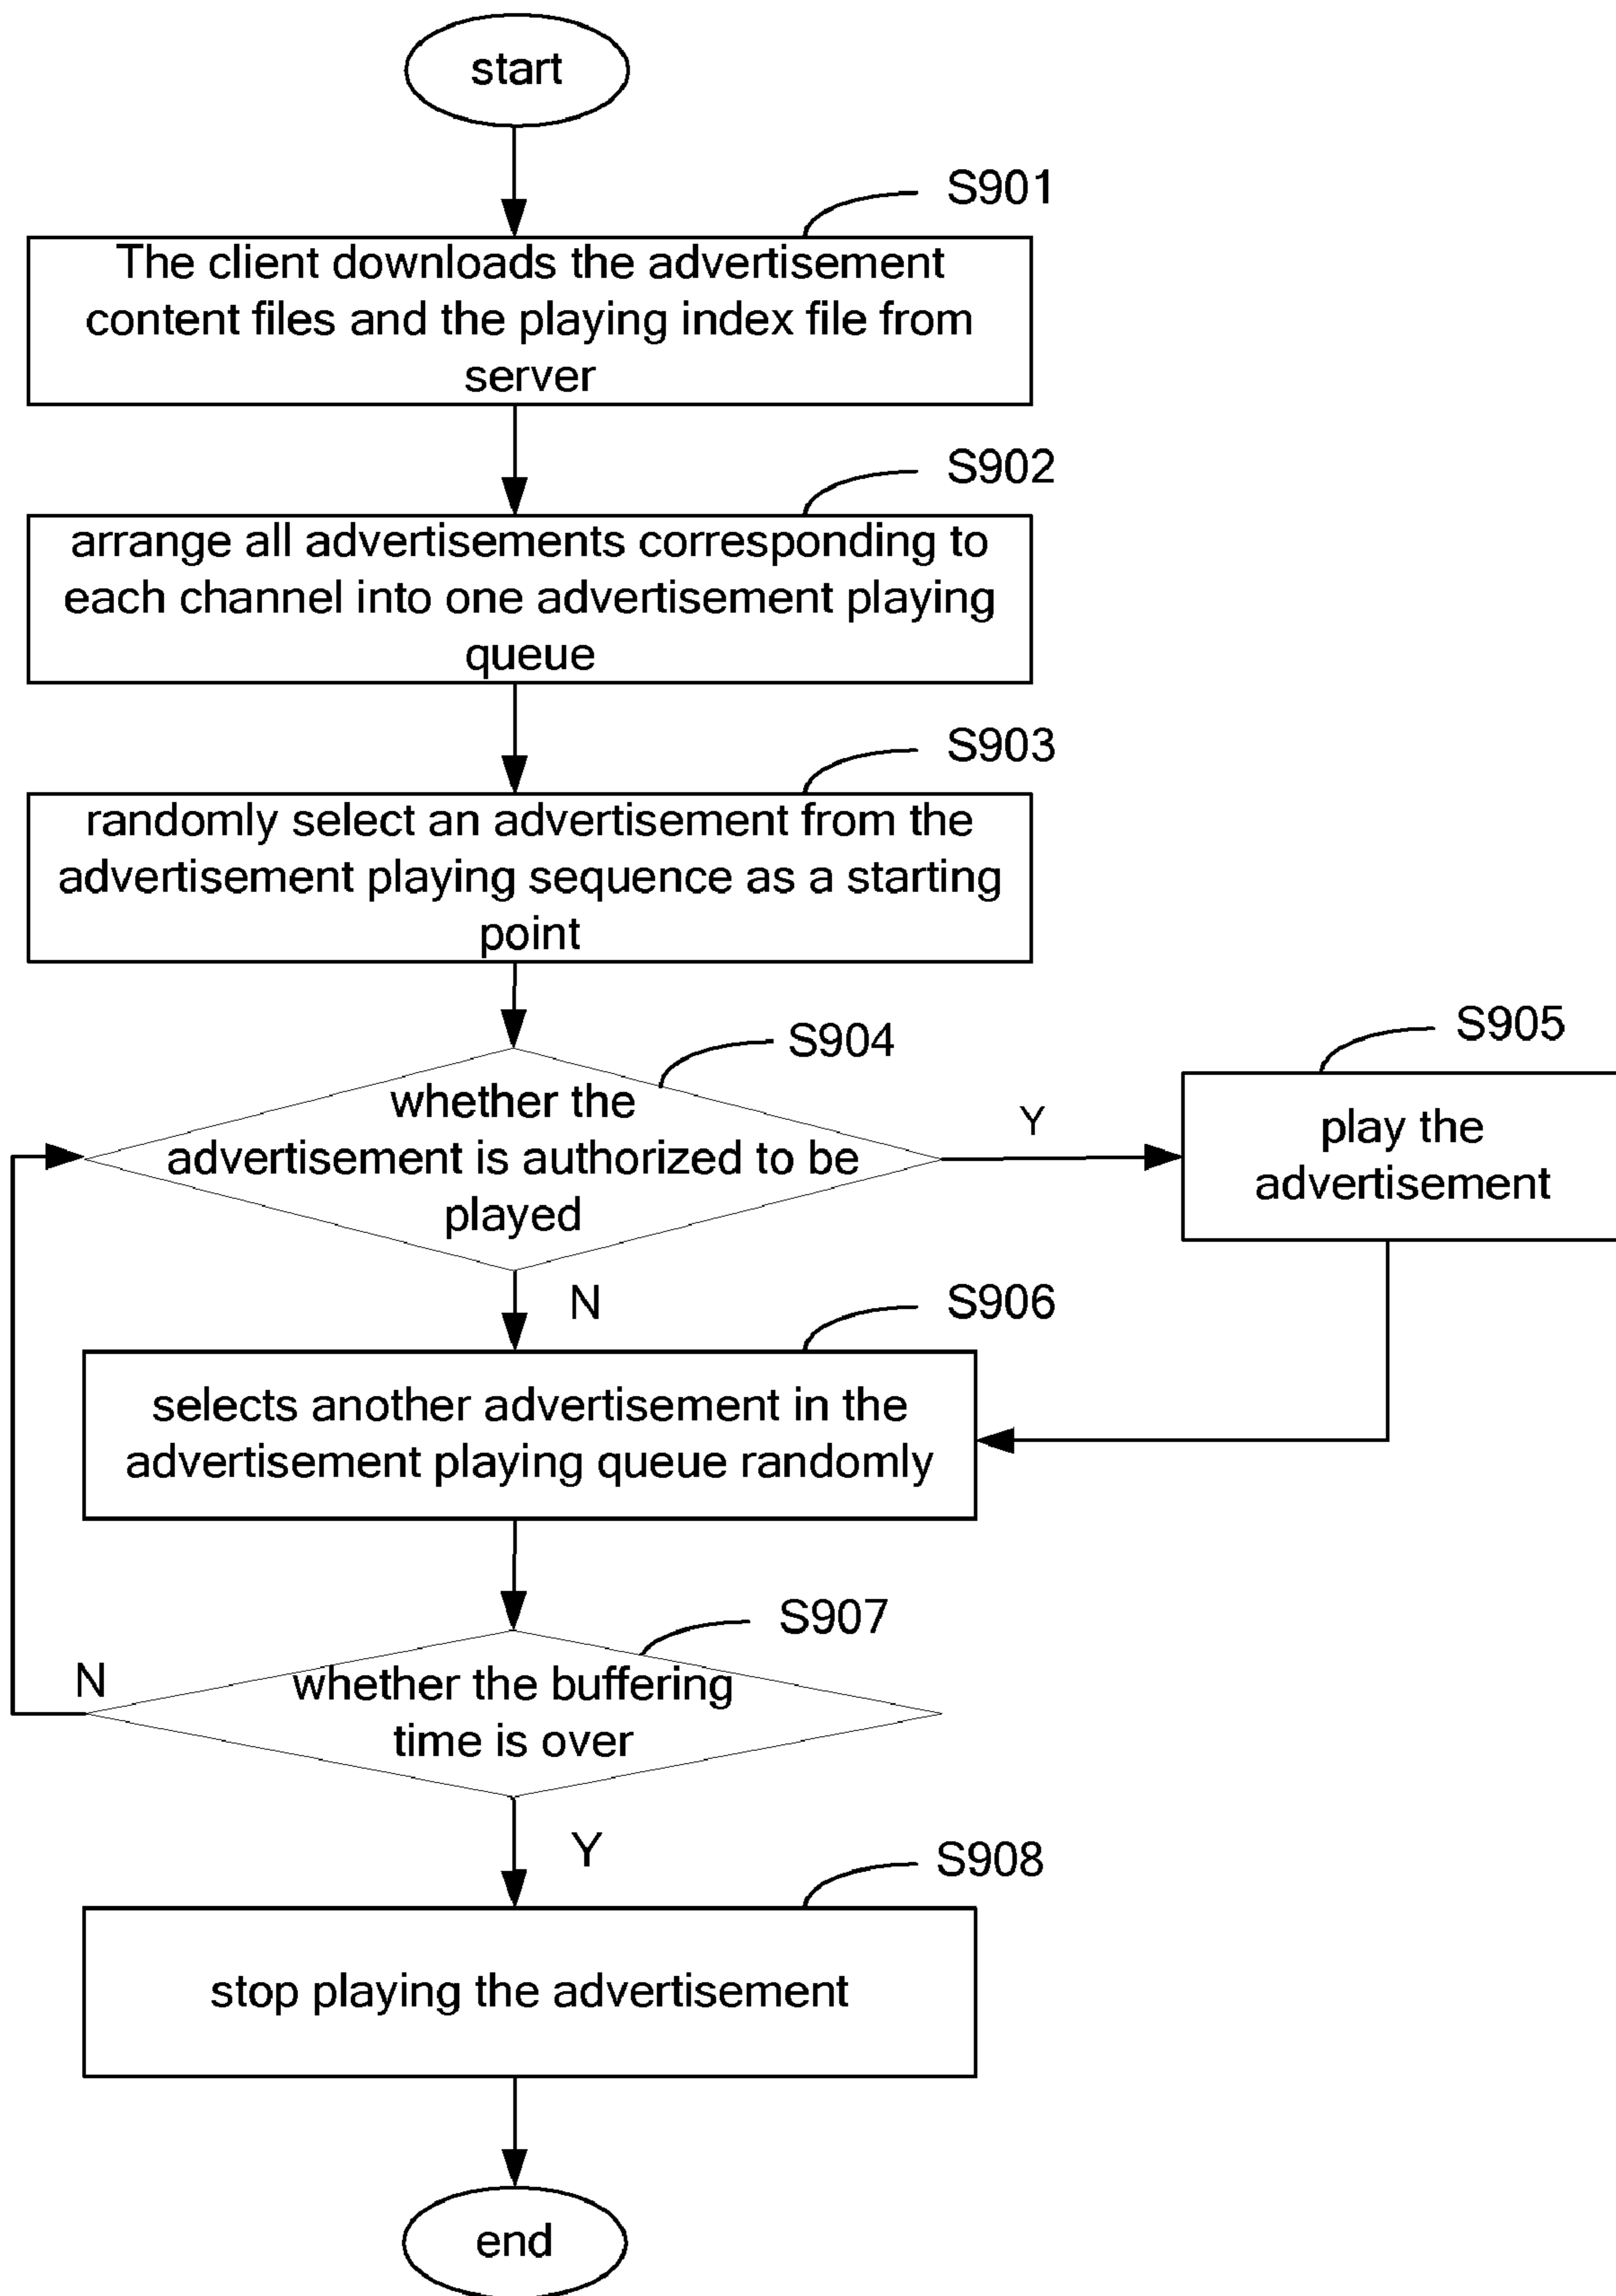 start
S901
The client downloads the advertisement
content files and the playing index file from
server
S902
arrange all advertisements corresponding to
each channel into one advertisement playing
queue
S903
randomly select an advertisement from the
advertisement playing sequence as a starting
point
S904
whether the
advertisement is authorized to be
played
Y
S905
play the
advertisement
N
S906
selects another advertisement in the
advertisement playing queue randomly
S907
whether the buffering
time is over
N
Y
S908
stop playing the advertisement
end